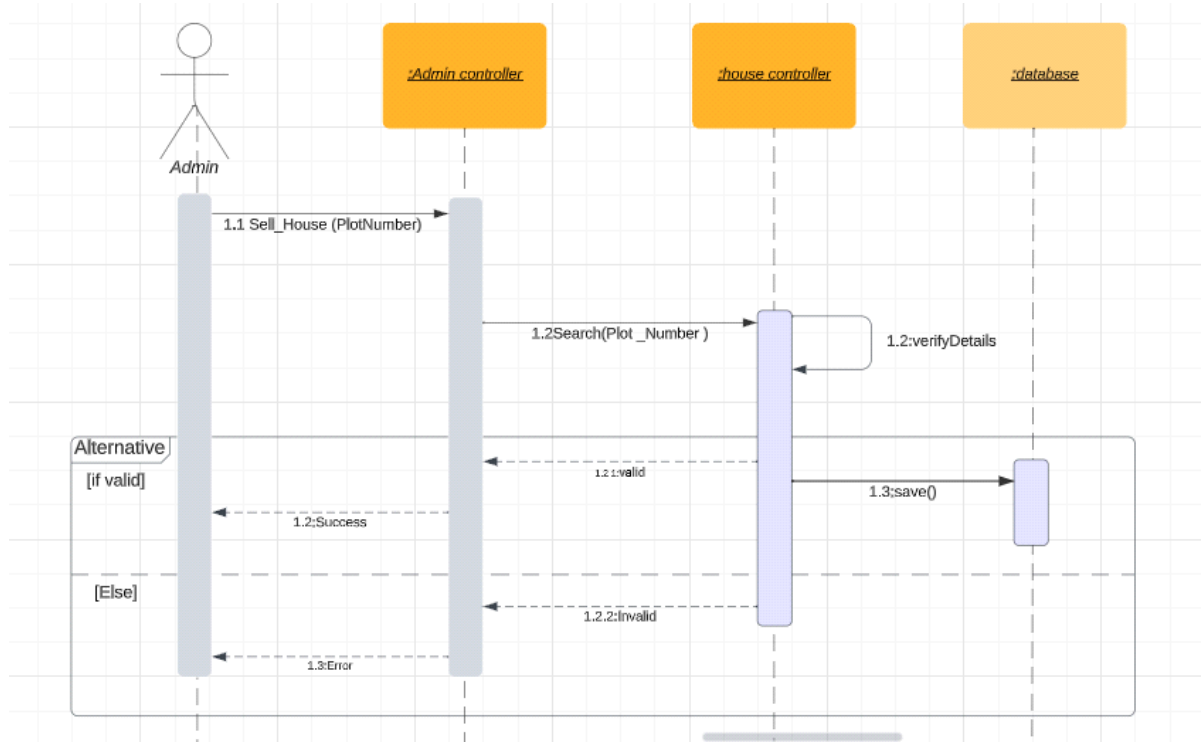 :Admin controller
:house controller
:database
Admin
1.1 Sell_House (PlotNumber)
1.2Search(Plot _Number )
1.2:verifyDetails
Alternative
[if valid]
1.2 1:valid
1.3;save()
1.2;Success
[Else]
1.2.2:Invalid
1.3:Error